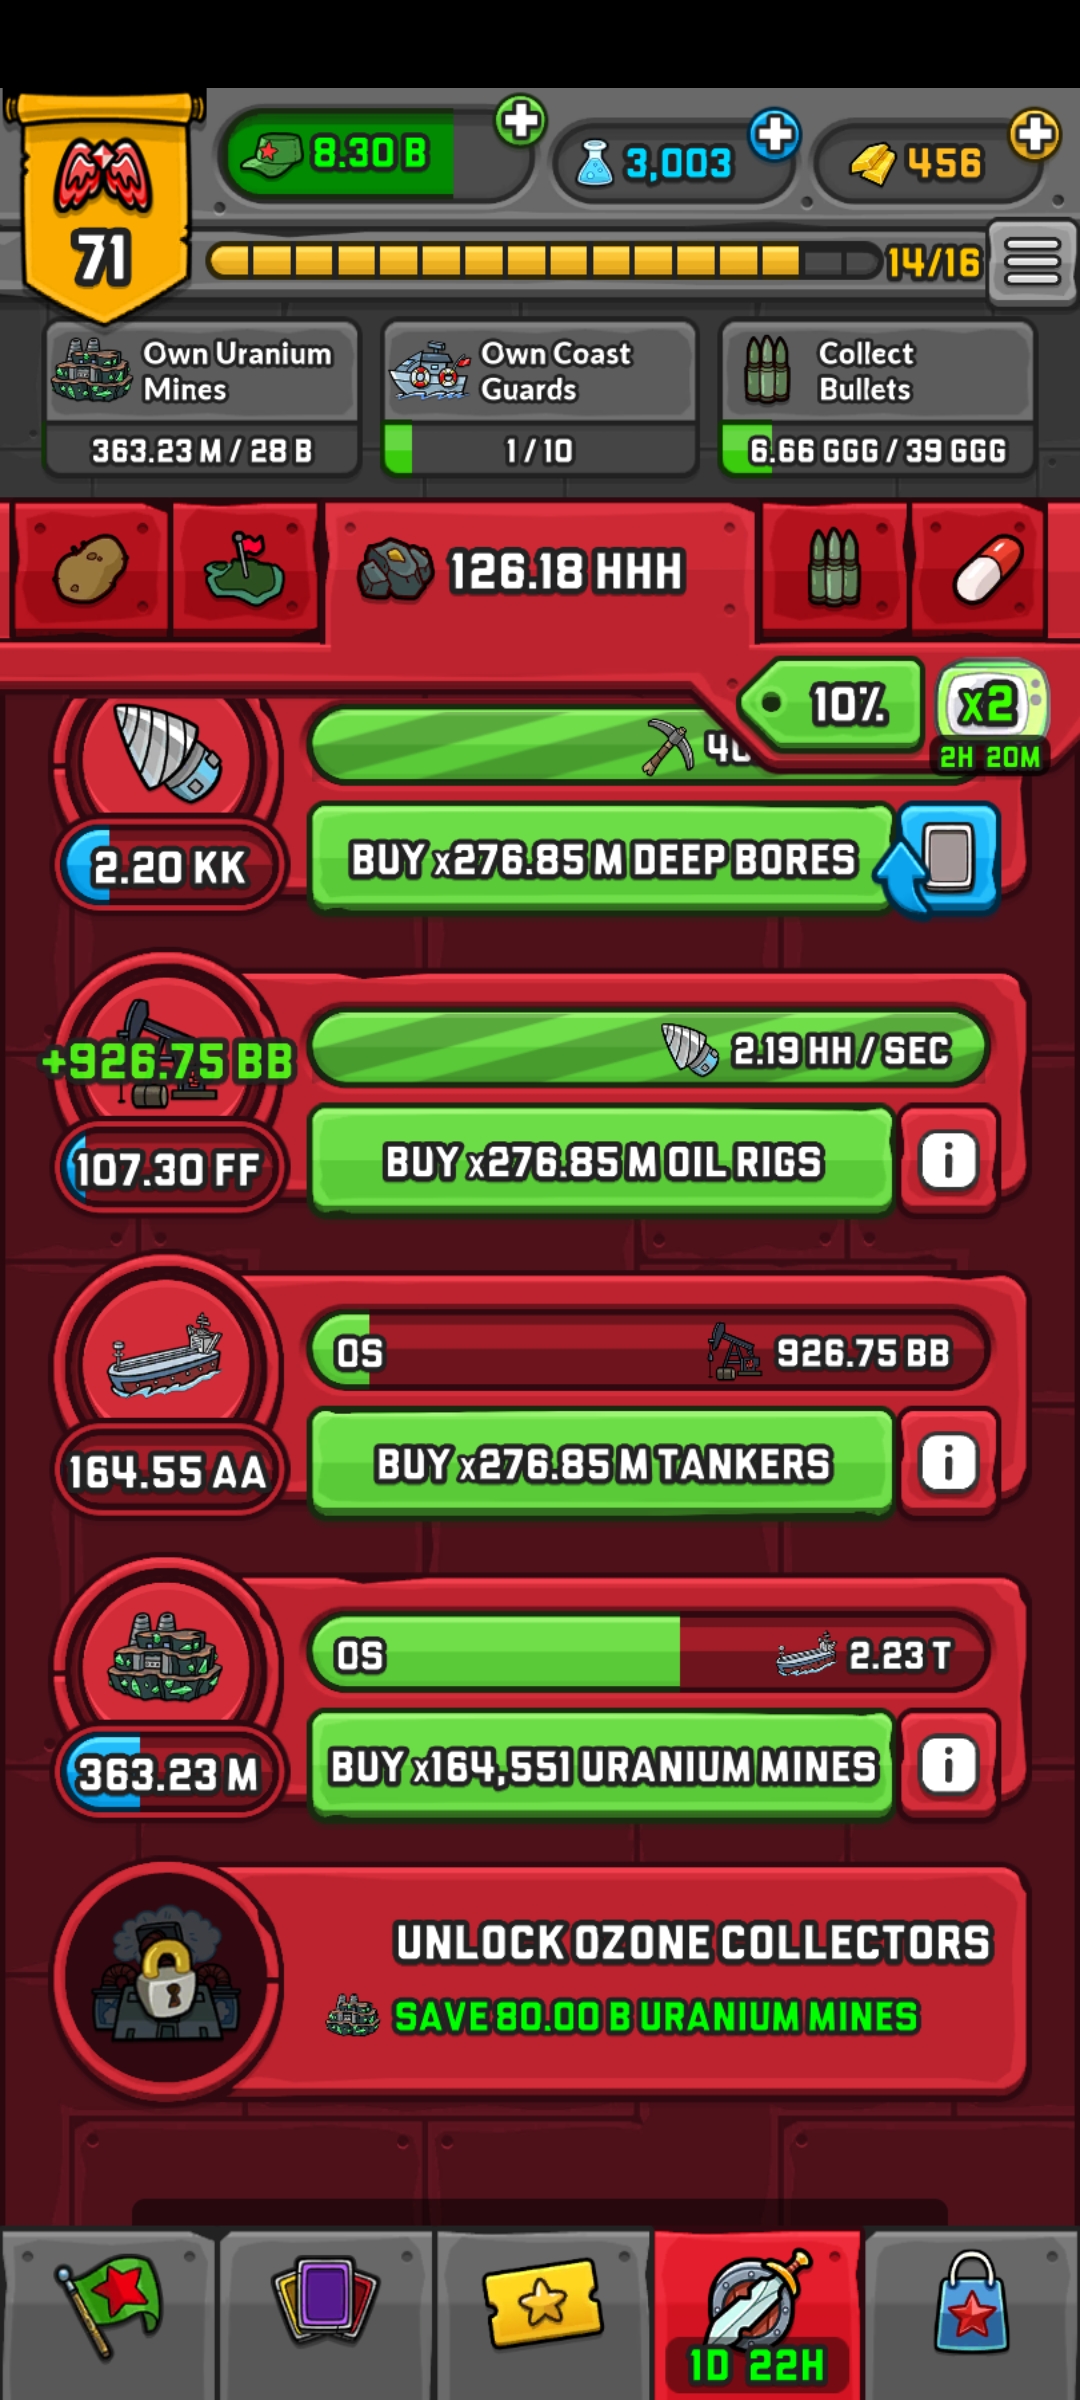 8.30 B
3,003
456
71
14/16
Own Uranium
Mines
363.23 M / 28 B
Own Coast
Guards
1 / 10
Collect
Bullets
6.66 GGG / 39 GGG
126.18 HHH
10%
x2
2H 20M
2.20 KK
BUY x276.85 M DEEP BORES
+926.75 BB
2.19 HH / SEC
107.30 FF
BUY x276.85 M OIL RIGS
0S
926.75 BB
164.55 AA
BUY x276.85 M TANKERS
0S
2.23 T
363.23 M
BUY x164,551 URANIUM MINES
UNLOCK OZONE COLLECTORS
SAVE 80.00 B URANIUM MINES
1D 22H